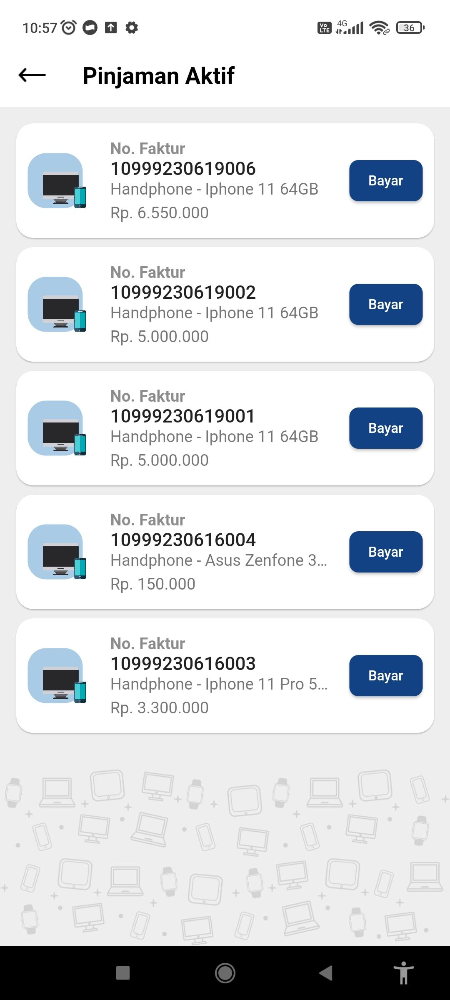 10:57
Vo LTE 4G 36
Pinjaman Aktif
No. Faktur
10999230619006
Handphone - Iphone 11 64GB
Rp. 6.550.000
Bayar
No. Faktur
10999230619002
Handphone - Iphone 11 64GB
Rp. 5.000.000
Bayar
No. Faktur
10999230619001
Handphone - Iphone 11 64GB
Rp. 5.000.000
Bayar
No. Faktur
10999230616004
Handphone - Asus Zenfone 3...
Rp. 150.000
Bayar
No. Faktur
10999230616003
Handphone - Iphone 11 Pro 5...
Rp. 3.300.000
Bayar